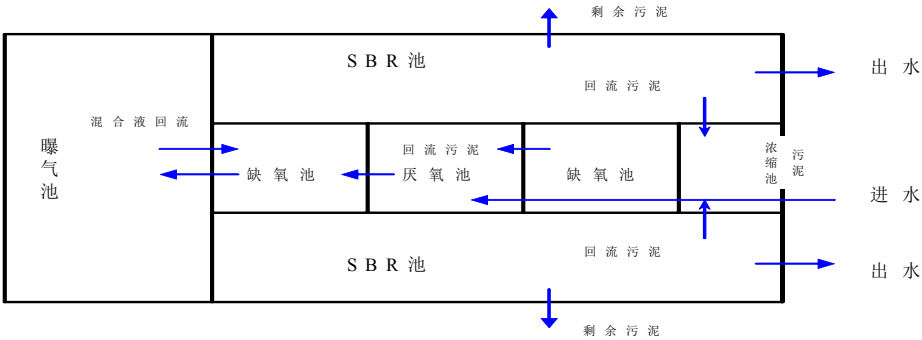 剩余污泥
SBR池
出水
回流污泥
混合液回流
曝气池
缺氧池
回流污泥
厌氧池
缺氧池
污泥
浓缩池
进水
回流污泥
SBR池
出水
剩余污泥